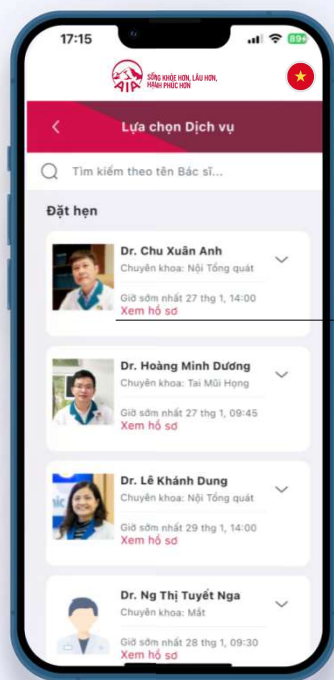 17:15
89+
AIA
SỐNG KHỎE HƠN, LÂU HƠN,
HẠNH PHÚC HƠN
Lựa chọn Dịch vụ
Tìm kiếm theo tên Bác sĩ...
Đặt hẹn
Dr. Chu Xuân Anh
Chuyên khoa: Nội Tổng quát
Giờ sớm nhất 27 thg 1, 14:00
Xem hồ sơ
Dr. Hoàng Minh Dương
Chuyên khoa: Tai Mũi Họng
Giờ sớm nhất 27 thg 1, 09:45
Xem hồ sơ
Dr. Lê Khánh Dung
Chuyên khoa: Nội Tổng quát
Giờ sớm nhất 29 thg 1, 14:00
Xem hồ sơ
Dr. Ng Thị Tuyết Nga
Chuyên khoa: Mắt
Giờ sớm nhất 28 thg 1, 09:30
Xem hồ sơ